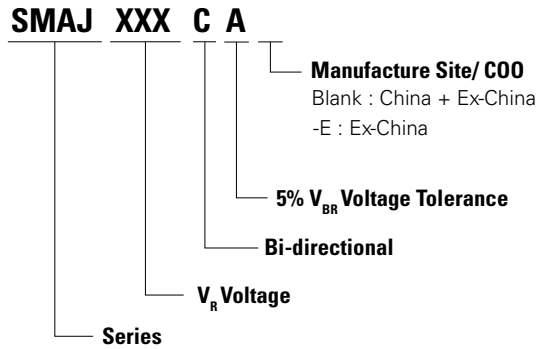 SMAJ XXX C A
Manufacture Site/ COO
Blank : China + Ex-China
-E : Ex-China
5% VBR Voltage Tolerance
Bi-directional
VR Voltage
Series